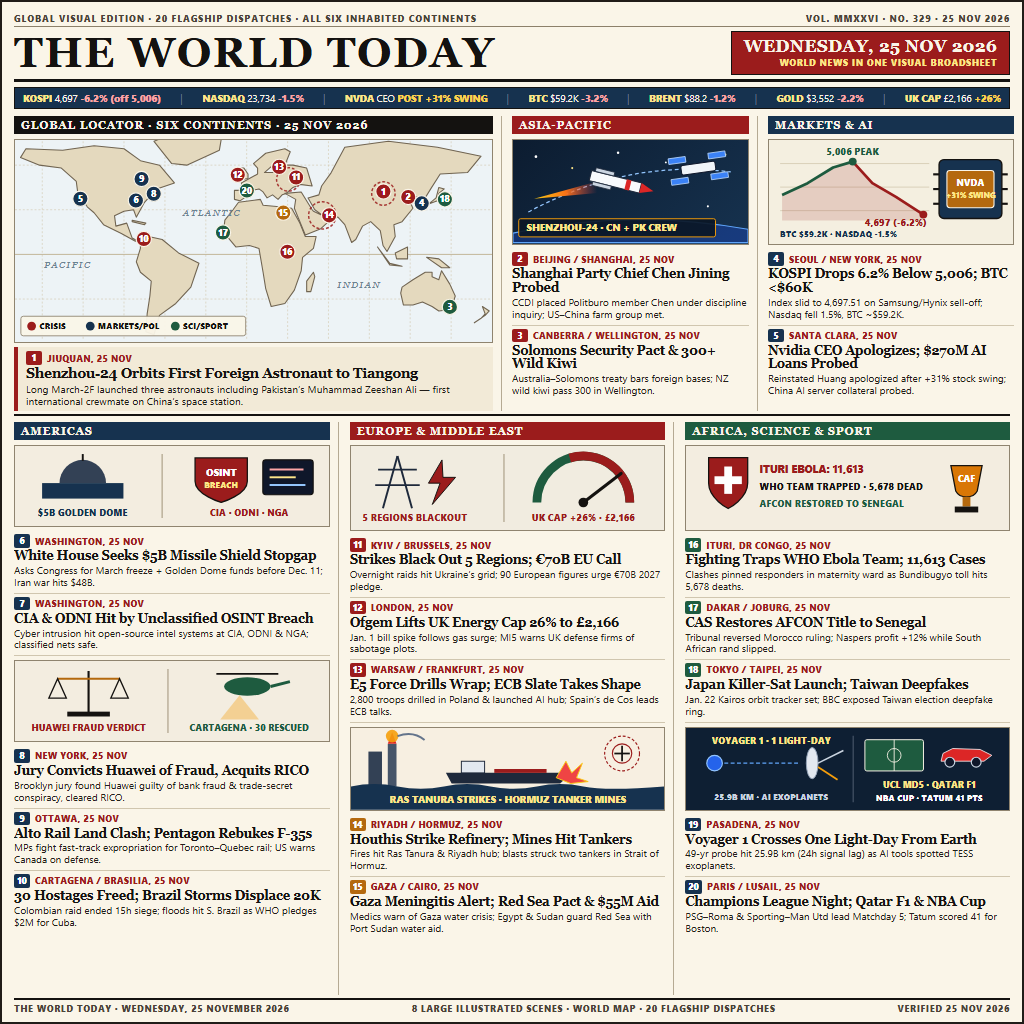 GLOBAL VISUAL EDITION · 20 FLAGSHIP DISPATCHES · ALL SIX INHABITED CONTINENTS
VOL. MMXXVI · NO. 329 · 25 NOV 2026
THE WORLD TODAY
WEDNESDAY, 25 NOV 2026
WORLD NEWS IN ONE VISUAL BROADSHEET
KOSPI 4,697 -6.2% (off 5,006) | NASDAQ 23,734 -1.5% | NVDA CEO POST +31% SWING | BTC $59.2K -3.2% | BRENT $88.2 -1.2% | GOLD $3,552 -2.2% | UK CAP £2,166 +26%
GLOBAL LOCATOR · SIX CONTINENTS · 25 NOV 2026
ATLANTIC
PACIFIC
INDIAN
1
2
3
4
5
6
7
8
9
10
11
12
13
14
15
16
17
18
20
CRISIS
MARKETS/POL
SCI/SPORT
1 JIUQUAN, 25 NOV
Shenzhou-24 Orbits First Foreign Astronaut to Tiangong
Long March-2F launched three astronauts including Pakistan's Muhammad Zeeshan Ali — first
international crewmate on China's space station.
ASIA-PACIFIC
SHENZHOU-24 · CN + PK CREW
2 BEIJING / SHANGHAI, 25 NOV
Shanghai Party Chief Chen Jining
Probed
CCDI placed Politburo member Chen under discipline
inquiry; US–China farm group met.
3 CANBERRA / WELLINGTON, 25 NOV
Solomons Security Pact & 300+
Wild Kiwi
Australia–Solomons treaty bars foreign bases; NZ
wild kiwi pass 300 in Wellington.
MARKETS & AI
5,006 PEAK
4,697 (-6.2%)
BTC $59.2K · NASDAQ -1.5%
NVDA
+31% SWING
4 SEOUL / NEW YORK, 25 NOV
KOSPI Drops 6.2% Below 5,006; BTC
<$60K
Index slid to 4,697.51 on Samsung/Hynix sell-off;
Nasdaq fell 1.5%, BTC ~$59.2K.
5 SANTA CLARA, 25 NOV
Nvidia CEO Apologizes; $270M AI
Loans Probed
Reinstated Huang apologized after +31% stock swing;
China AI server collateral probed.
AMERICAS
$5B GOLDEN DOME
OSINT
BREACH
CIA · ODNI · NGA
6 WASHINGTON, 25 NOV
White House Seeks $5B Missile Shield Stopgap
Asks Congress for March freeze + Golden Dome funds before Dec. 11;
Iran war hits $48B.
7 WASHINGTON, 25 NOV
CIA & ODNI Hit by Unclassified OSINT Breach
Cyber intrusion hit open-source intel systems at CIA, ODNI & NGA;
classified nets safe.
HUAWEI FRAUD VERDICT
CARTAGENA · 30 RESCUED
8 NEW YORK, 25 NOV
Jury Convicts Huawei of Fraud, Acquits RICO
Brooklyn jury found Huawei guilty of bank fraud & trade-secret
conspiracy, cleared RICO.
9 OTTAWA, 25 NOV
Alto Rail Land Clash; Pentagon Rebukes F-35s
MPs fight fast-track expropriation for Toronto–Quebec rail; US warns
Canada on defense.
10 CARTAGENA / BRASILIA, 25 NOV
30 Hostages Freed; Brazil Storms Displace 20K
Colombian raid ended 15h siege; floods hit S. Brazil as WHO pledges
$2M for Cuba.
EUROPE & MIDDLE EAST
5 REGIONS BLACKOUT
UK CAP +26% · £2,166
11 KYIV / BRUSSELS, 25 NOV
Strikes Black Out 5 Regions; €70B EU Call
Overnight raids hit Ukraine's grid; 90 European figures urge €70B 2027
pledge.
12 LONDON, 25 NOV
Ofgem Lifts UK Energy Cap 26% to £2,166
Jan. 1 bill spike follows gas surge; MI5 warns UK defense firms of
sabotage plots.
13 WARSAW / FRANKFURT, 25 NOV
E5 Force Drills Wrap; ECB Slate Takes Shape
2,800 troops drilled in Poland & launched AI hub; Spain's de Cos leads
ECB talks.
RAS TANURA STRIKES · HORMUZ TANKER MINES
14 RIYADH / HORMUZ, 25 NOV
Houthis Strike Refinery; Mines Hit Tankers
Fires hit Ras Tanura & Riyadh hub; blasts struck two tankers in Strait of
Hormuz.
15 GAZA / CAIRO, 25 NOV
Gaza Meningitis Alert; Red Sea Pact & $55M Aid
Medics warn of Gaza water crisis; Egypt & Sudan guard Red Sea with
Port Sudan water aid.
AFRICA, SCIENCE & SPORT
ITURI EBOLA: 11,613
WHO TEAM TRAPPED · 5,678 DEAD
AFCON RESTORED TO SENEGAL
CAF
16 ITURI, DR CONGO, 25 NOV
Fighting Traps WHO Ebola Team; 11,613 Cases
Clashes pinned responders in maternity ward as Bundibugyo toll hits
5,678 deaths.
17 DAKAR / JOBURG, 25 NOV
CAS Restores AFCON Title to Senegal
Tribunal reversed Morocco ruling; Naspers profit +12% while South
African rand slipped.
18 TOKYO / TAIPEI, 25 NOV
Japan Killer-Sat Launch; Taiwan Deepfakes
Jan. 22 Kairos orbit tracker set; BBC exposed Taiwan election deepfake
ring.
VOYAGER 1 · 1 LIGHT-DAY
25.9B KM · AI EXOPLANETS
UCL MD5 · QATAR F1
NBA CUP · TATUM 41 PTS
19 PASADENA, 25 NOV
Voyager 1 Crosses One Light-Day From Earth
49-yr probe hit 25.9B km (24h signal lag) as AI tools spotted TESS
exoplanets.
20 PARIS / LUSAIL, 25 NOV
Champions League Night; Qatar F1 & NBA Cup
PSG–Roma & Sporting–Man Utd lead Matchday 5; Tatum scored 41 for
Boston.
THE WORLD TODAY · WEDNESDAY, 25 NOVEMBER 2026
8 LARGE ILLUSTRATED SCENES · WORLD MAP · 20 FLAGSHIP DISPATCHES
VERIFIED 25 NOV 2026